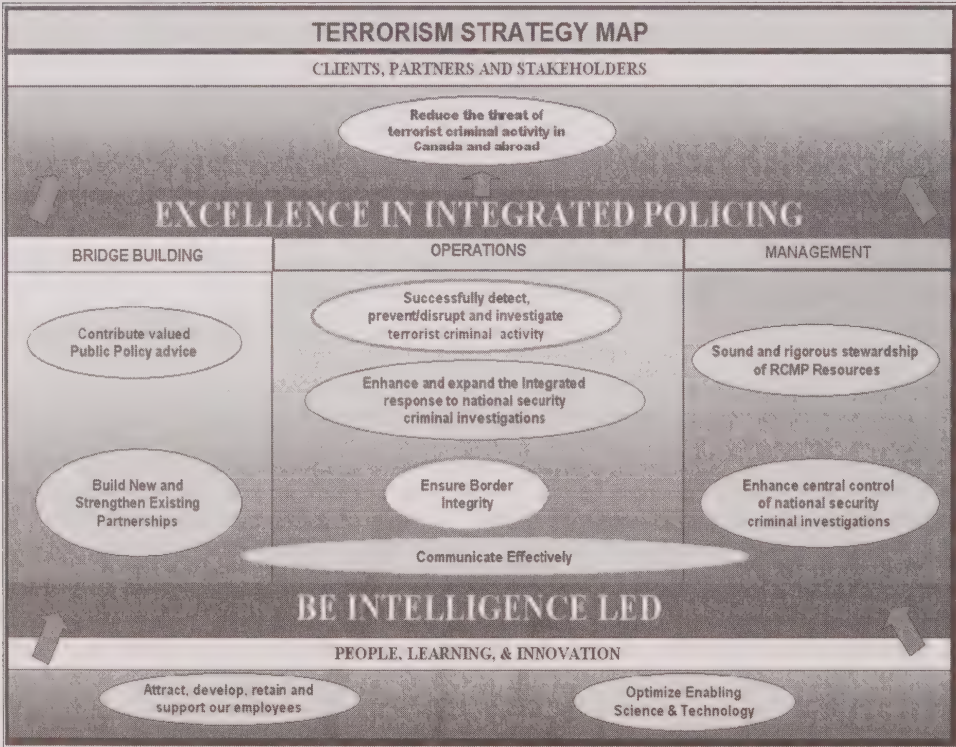 TERRORISM STRATEGY MAP
CLIENTS, PARTNERS AND STAKEHOLDERS
Reduce the threat of
terrorist criminal activity in
Canada and abroad
EXCELLENCE IN INTEGRATED POLICING
BRIDGE BUILDING
OPERATIONS
MANAGEMENT
Contribute valued
Public Policy advice
Build New and
Strengthen Existing
Partnerships
Successfully detect,
prevent/disrupt and investigate
terrorist criminal activity
Enhance and expand the Integrated
response to national security
criminal investigations
Ensure Border
Integrity
Sound and rigorous stewardship
of RCMP Resources
Enhance central control
of national security
criminal investigations
Communicate Effectively
BE INTELLIGENCE LED
PEOPLE, LEARNING, & INNOVATION
Attract, develop, retain and
support our employees
Optimize Enabling
Science & Technology